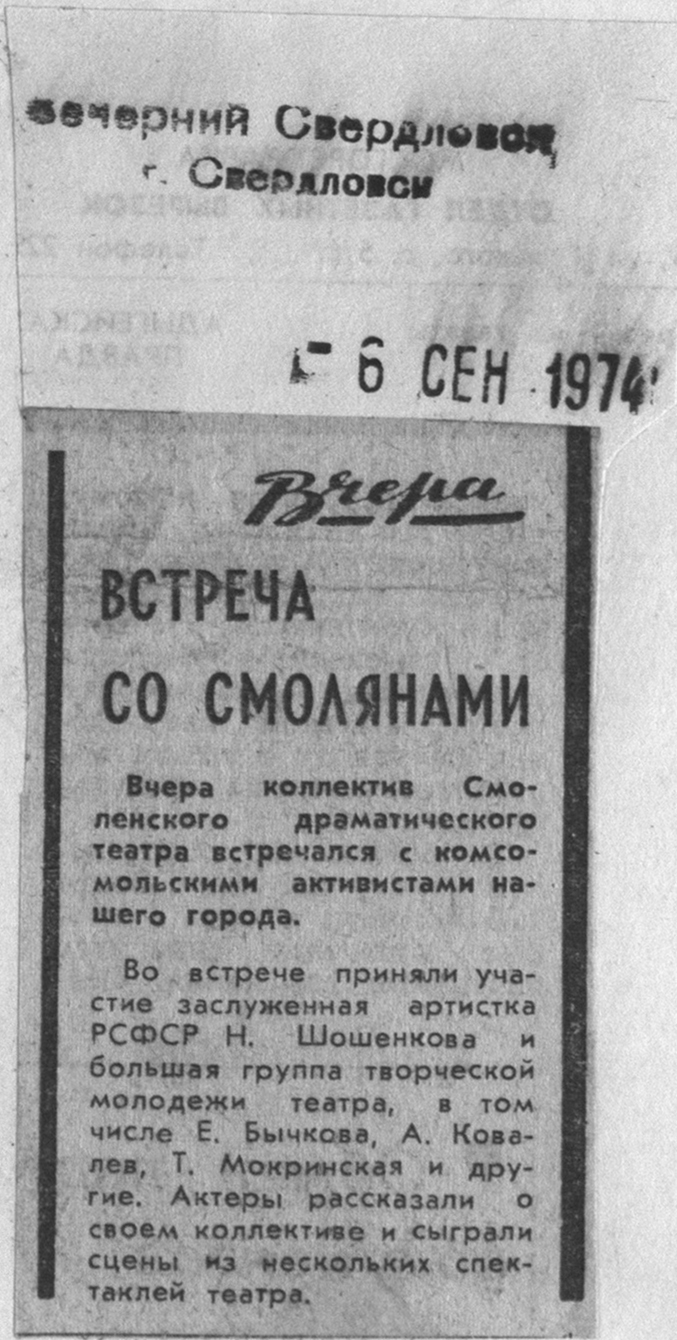 вечерний Свердловск,
г. Свердловск
- 6 СЕН 1974
Вчера
ВСТРЕЧА
СО СМОЛЯНАМИ
Вчера коллектив Смо-
ленского драматического
театра встречался с комсо-
мольскими активистами на-
шего города.
Во встрече приняли уча-
стие заслуженная артистка
РСФСР Н. Шошенкова и
большая группа творческой
молодежи театра, в том
числе Е. Бычкова, А. Кова-
лев, Т. Мокринская и дру-
гие. Актеры рассказали о
своем коллективе и сыграли
сцены из нескольких спек-
таклей театра.